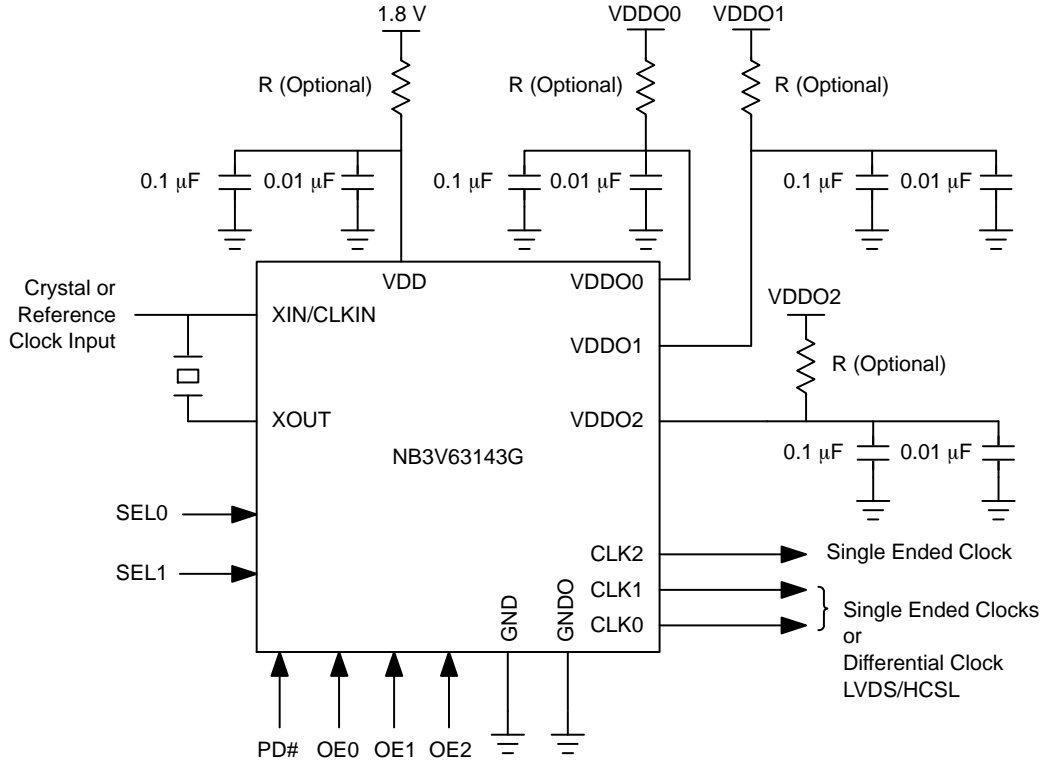 1.8 V
VDDO0
VDDO1
R (Optional)
R (Optional)
R (Optional)
0.1 μF
0.01 μF
0.1 μF
0.01 μF
0.1 μF
0.01 μF
Crystal or
Reference
Clock Input
XIN/CLKIN
VDD
VDDO0
VDDO1
VDDO2
R (Optional)
XOUT
VDDO2
NB3V63143G
0.1 μF
0.01 μF
SEL0
SEL1
CLK2
Single Ended Clock
CLK1
CLK0
Single Ended Clocks
or
Differential Clock
LVDS/HCSL
GND
GNDO
PD#
OE0
OE1
OE2